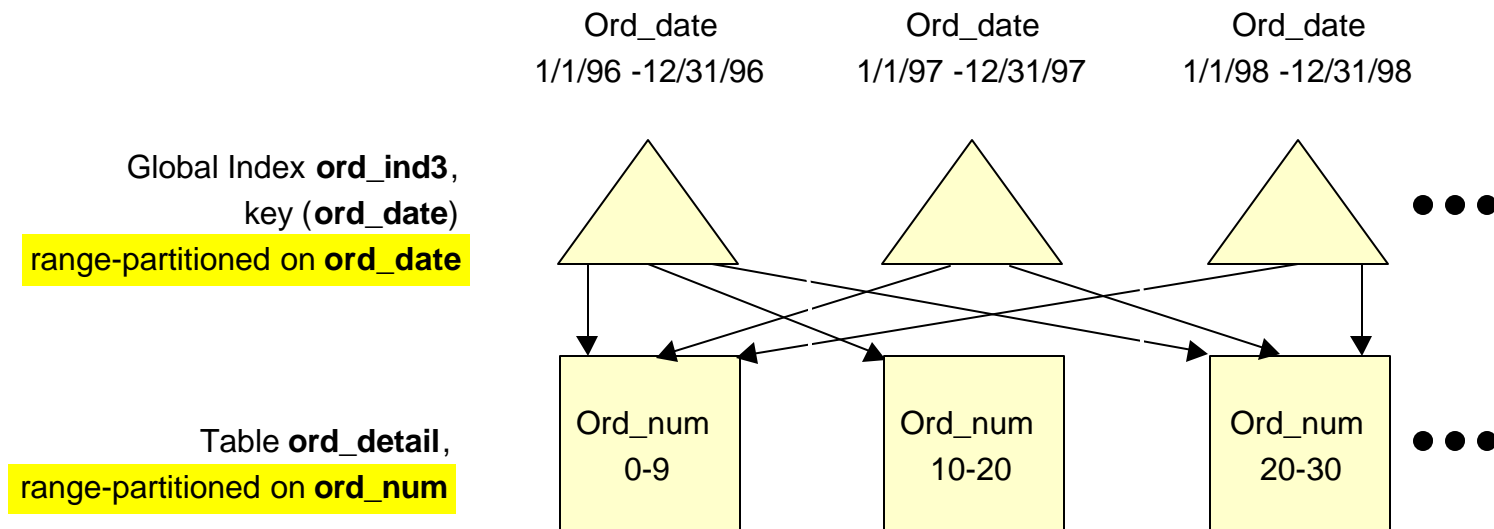 Ord_date
1/1/96 -12/31/96
Ord_date
1/1/97 -12/31/97
Ord_date
1/1/98 -12/31/98
Global Index ord_ind3,
key (ord_date)
range-partitioned on ord_date
Table ord_detail,
range-partitioned on ord_num
Ord_num
0-9
Ord_num
10-20
Ord_num
20-30